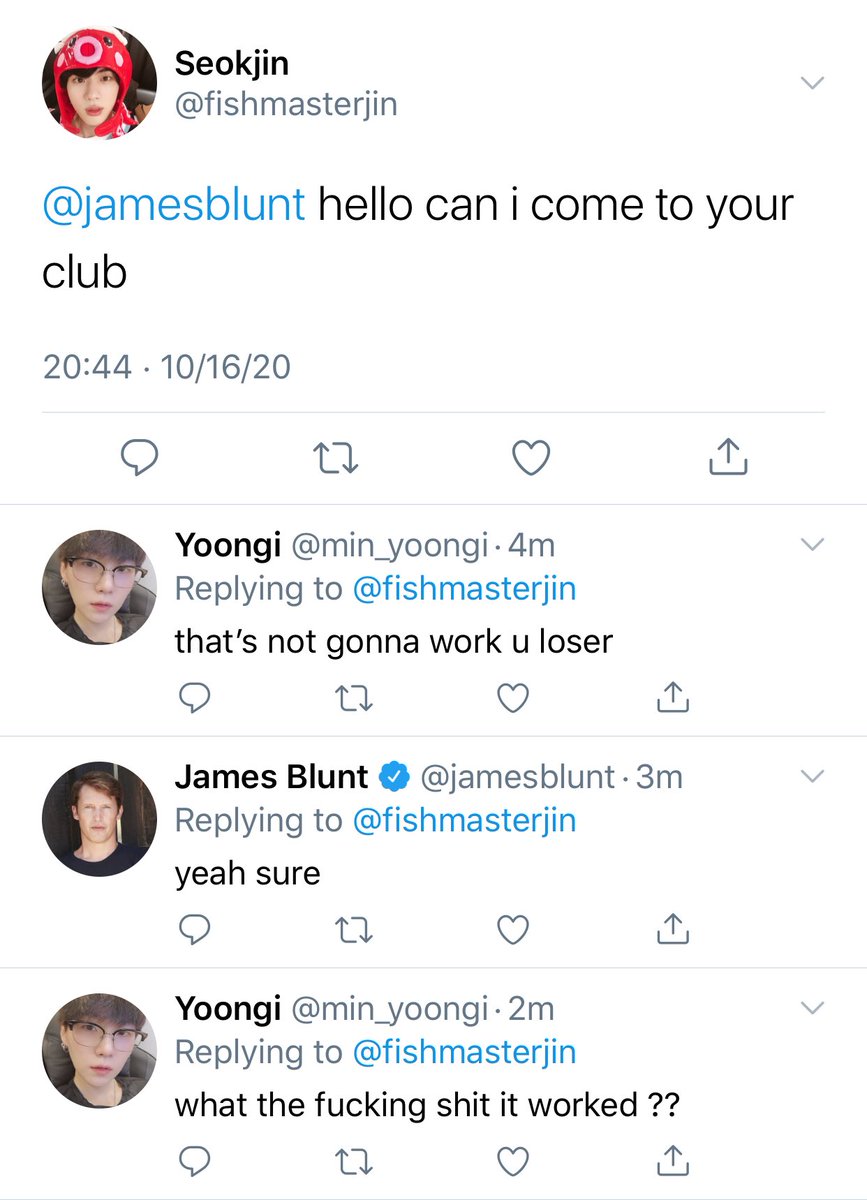 Seokjin
@fishmasterjin
@jamesblunt hello can i come to your
club
20:44 · 10/16/20
Yoongi @min_yoongi · 4m
Replying to @fishmasterjin
that’s not gonna work u loser
James Blunt @jamesblunt · 3m
Replying to @fishmasterjin
yeah sure
Yoongi @min_yoongi · 2m
Replying to @fishmasterjin
what the fucking shit it worked ??